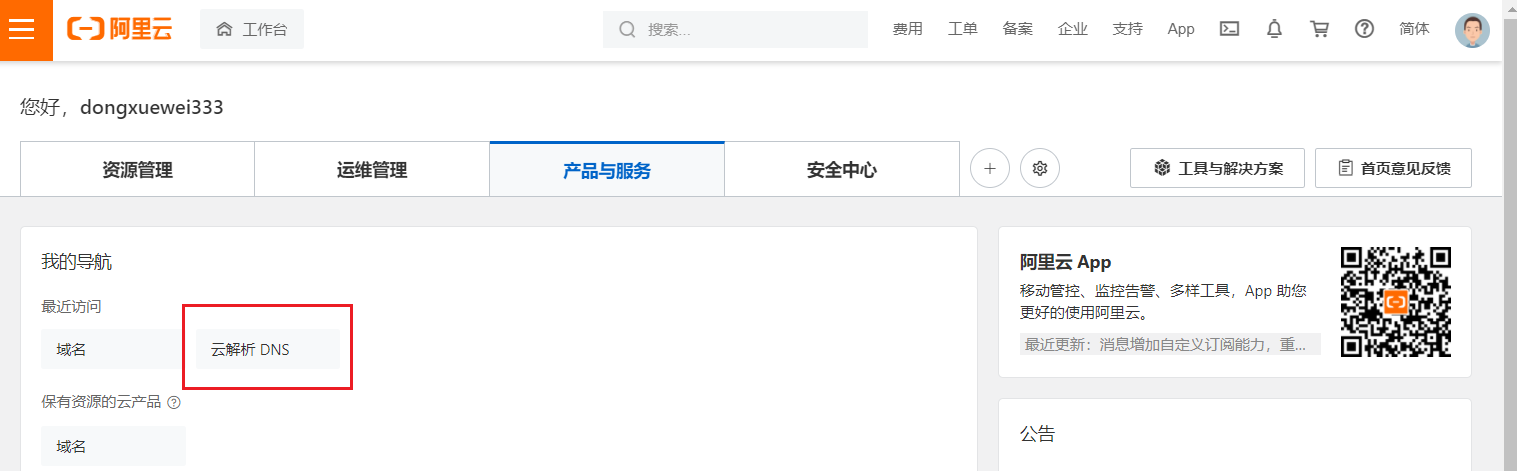 阿里云 工作台 搜索... 费用 工单 备案 企业 支持 App 简体
您好，dongxuewei333
资源管理 运维管理 产品与服务 安全中心 工具与解决方案 首页意见反馈
我的导航
最近访问
域名 云解析 DNS
保有资源的云产品
域名
阿里云 App
移动管控、监控告警、多样工具，App 助您
更好的使用阿里云。
最近更新：消息增加自定义订阅能力，重...
公告